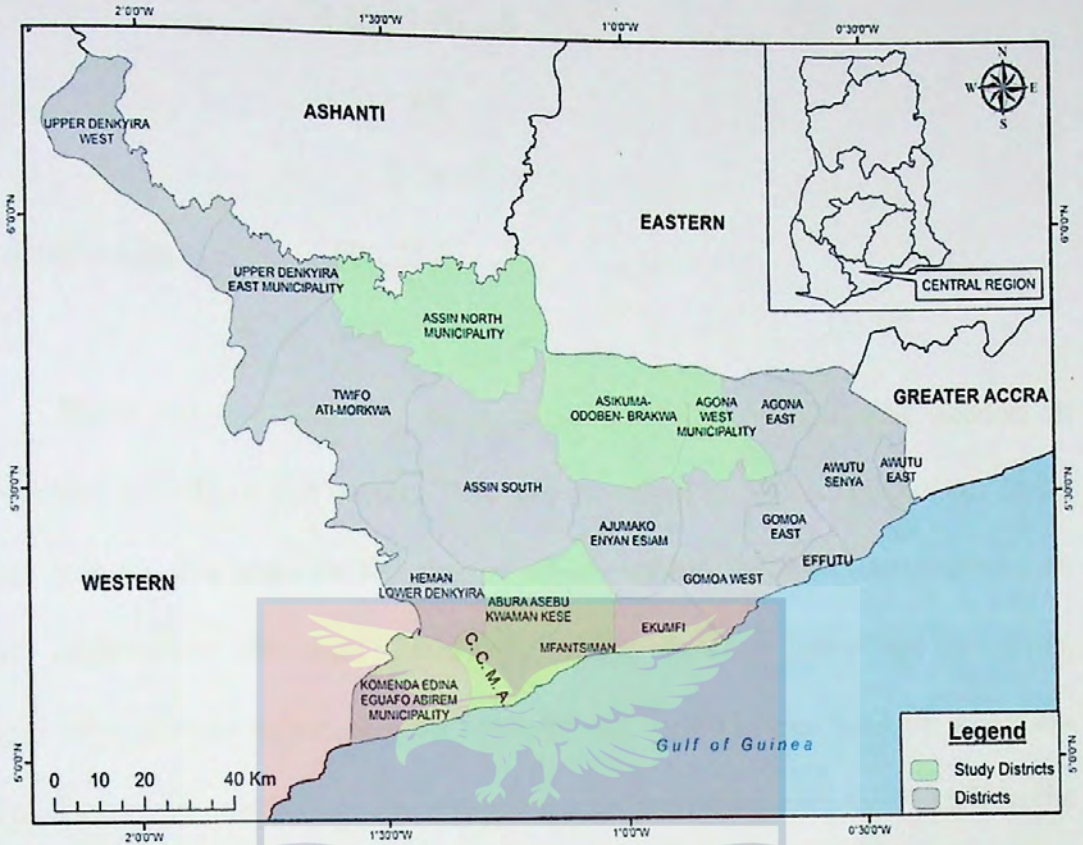 2°0'0"W
1°30'0"W
1°0'0"W
0°30'0"W
N
W
E
S
UPPER DENKYIRA
WEST
ASHANTI
EASTERN
6°0'0"N
6°0'0"N
CENTRAL REGION
UPPER DENKYIRA
EAST MUNICIPALITY
ASSIN NORTH
MUNICIPALITY
GREATER ACCRA
TWIFO
ATI-MORKWA
ASIKUMA-
ODOBEN- BRAKWA
AGONA
WEST
MUNICIPALITY
AGONA
EAST
AWUTU
SENYA
AWUTU
EAST
5°30'0"N
5°30'0"N
ASSIN SOUTH
AJUMAKO
ENYAN ESIAM
GOMOA
EAST
EFFUTU
WESTERN
HEMAN
LOWER DENKYIRA
ABURA ASEBU
KWAMAN KESE
GOMOA WEST
EKUMFI
MFANTSIMAN
C. C. M. A
KOMENDA EDINA
EGUAFO ABIREM
MUNICIPALITY
Gulf of Guinea
5°0'0"N
5°0'0"N
Legend
Study Districts
Districts
0 10 20 40 Km
2°0'0"W
1°30'0"W
1°0'0"W
0°30'0"W